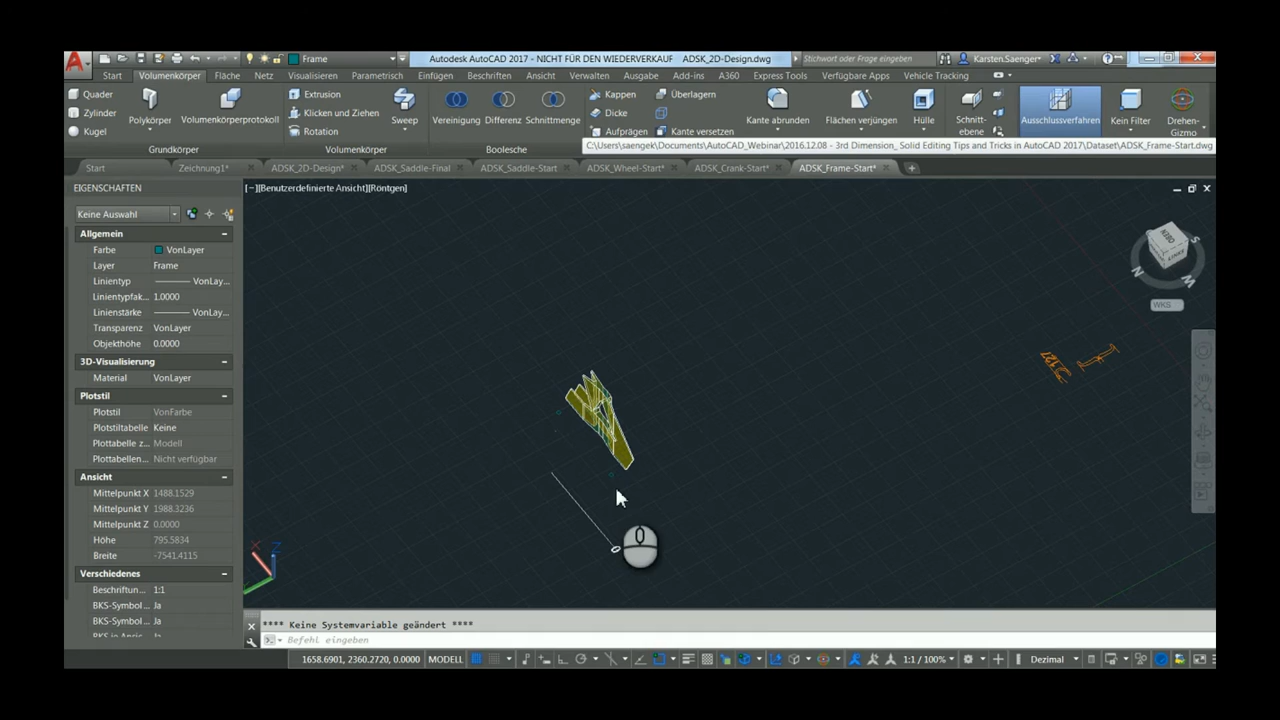 Frame
Autodesk AutoCAD 2017 - NICHT FÜR DEN WIEDERVERKAUF ADSK_2D-Design.dwg
Stichwort oder Frage eingeben
Karsten.Saenger...
Start Volumenkörper Fläche Netz Visualisieren Parametrisch Einfügen Beschriften Ansicht Verwalten Ausgabe Add-ins A360 Express Tools Verfügbare Apps Vehicle Tracking
Quader
Zylinder
Kugel
Polykörper
Volumenkörperprotokoll
Extrusion
Klicken und Ziehen
Rotation
Sweep
Vereinigung Differenz Schnittmenge
Kappen
Dicke
Aufprägen
Überlagern
Kante versetzen
Kante abrunden
Flächen verjüngen
Hülle
Schnitt-
ebene
Ausschlussverfahren
Kein Filter
Drehen-
Gizmo
Grundkörper
Boolesche
C:\Users\saengek\Documents\AutoCAD_Webinar\2016.12.08 - 3rd Dimension_ Solid Editing Tips and Tricks in AutoCAD 2017\Dataset\ADSK_Frame-Start.dwg
Start Zeichnung1* ADSK_2D-Design* ADSK_Saddle-Final ADSK_Saddle-Start ADSK_Wheel-Start* ADSK_Crank-Start* ADSK_Frame-Start*
EIGENSCHAFTEN
[−][Benutzerdefinierte Ansicht][Röntgen]
Keine Auswahl
Allgemein
Farbe VonLayer
Layer Frame
Linientyp VonLay...
Linientypfak... 1.0000
Linienstärke VonLay...
Transparenz VonLayer
Objekthöhe 0.0000
3D-Visualisierung
Material VonLayer
Plotstil
Plotstil VonFarbe
Plotstiltabelle Keine
Plottabelle z... Modell
Plottabellen... Nicht verfügbar
Ansicht
Mittelpunkt X 1488.1529
Mittelpunkt Y 1988.3236
Mittelpunkt Z 0.0000
Höhe 795.5834
Breite -7541.4115
Verschiedenes
Beschriftun... 1:1
BKS-Symbol ... Ja
BKS-Symbol ... Ja
BKS in Ansic... Ja
OBEN
LINKS
N
S
WKS
X
Z
**** Keine Systemvariable geändert ****
Befehl eingeben
1658.6901, 2360.2720, 0.0000 MODELL
1:1 / 100%
Dezimal